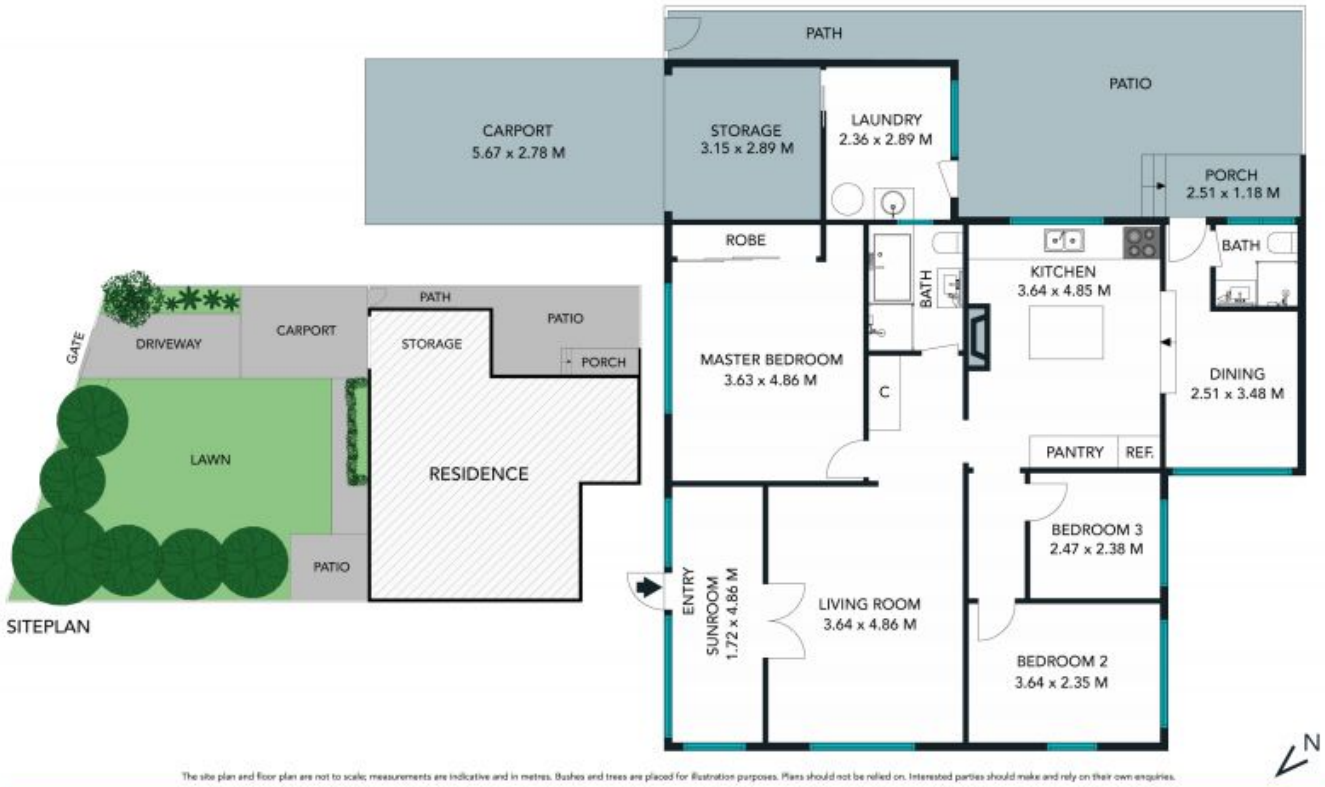 PATH
PATIO
CARPORT
5.67 x 2.78 M
STORAGE
3.15 x 2.89 M
LAUNDRY
2.36 x 2.89 M
PORCH
2.51 x 1.18 M
ROBE
BATH
KITCHEN
3.64 x 4.85 M
BATH
MASTER BEDROOM
3.63 x 4.86 M
C
DINING
2.51 x 3.48 M
PANTRY
REF.
BEDROOM 3
2.47 x 2.38 M
ENTRY
SUNROOM
1.72 x 4.86 M
LIVING ROOM
3.64 x 4.86 M
BEDROOM 2
3.64 x 2.35 M
PATH
PATIO
CARPORT
GATE
DRIVEWAY
STORAGE
PORCH
LAWN
RESIDENCE
PATIO
SITEPLAN
N
The site plan and floor plan are not to scale; measurements are indicative and in metres. Bushes and trees are placed for illustration purposes. Plans should not be relied on. Interested parties should make and rely on their own enquiries.